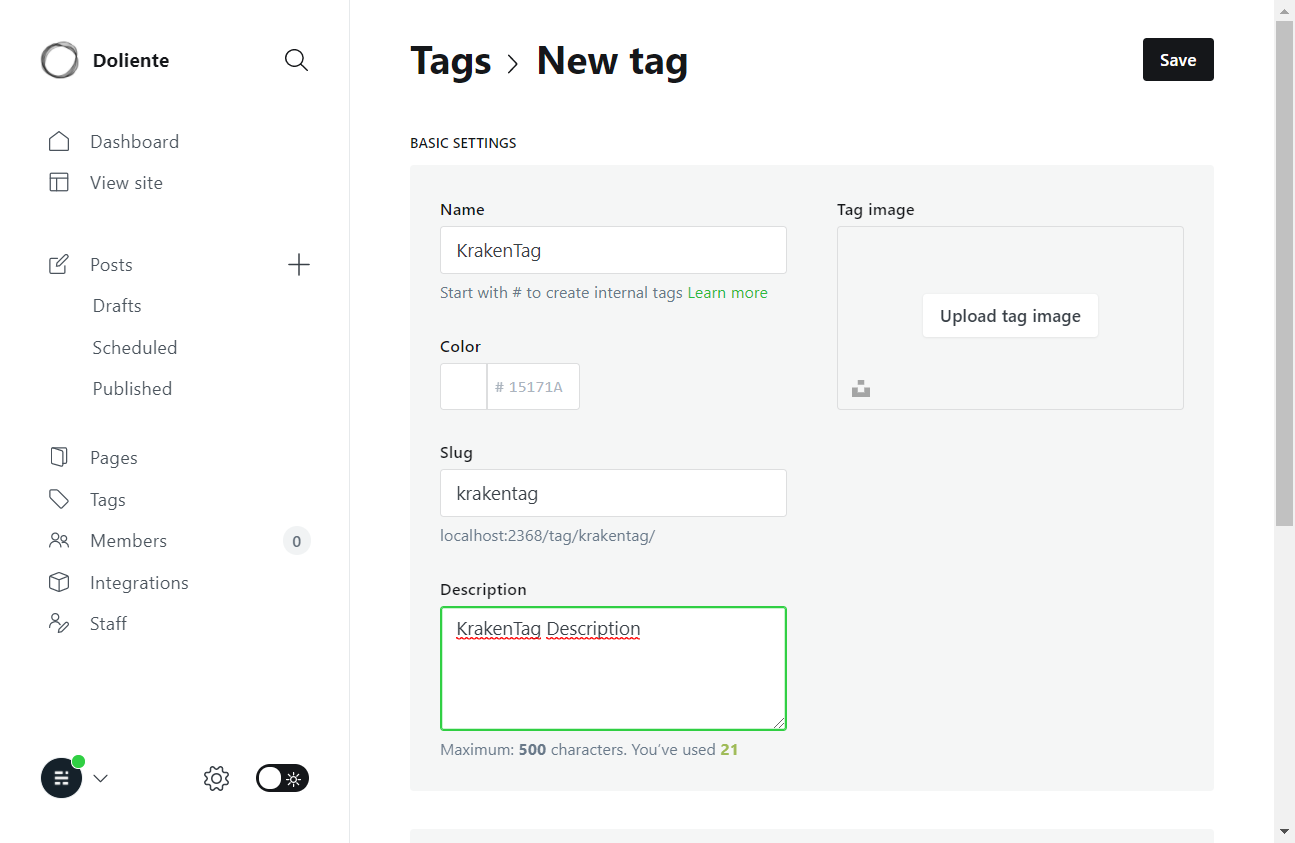 Doliente
Dashboard
View site
Posts
Drafts
Scheduled
Published
Pages
Tags
Members
0
Integrations
Staff
Tags
New tag
Save
BASIC SETTINGS
Name
KrakenTag
Start with # to create internal tags Learn more
Color
# 15171A
Slug
krakentag
localhost:2368/tag/krakentag/
Description
KrakenTag Description
Maximum: 500 characters. You’ve used 21
Tag image
Upload tag image